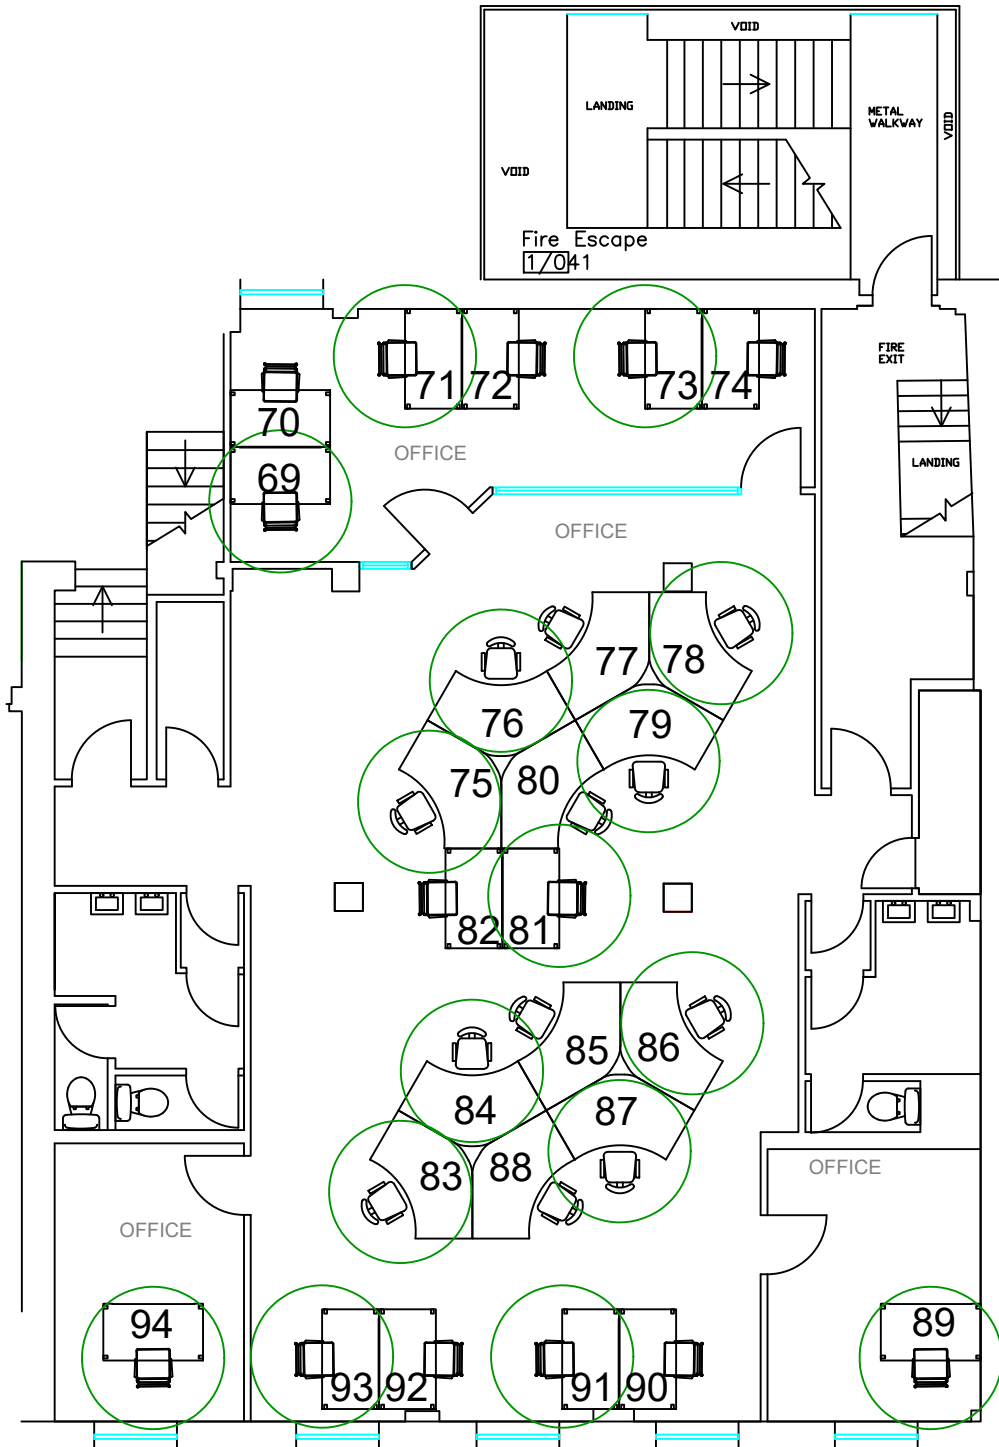 VOID
LANDING
METAL
WALKWAY
VOID
VOID
Fire Escape
1/041
FIRE
EXIT
71 72
73 74
70
OFFICE
69
LANDING
OFFICE
77 78
76
79
75
80
82 81
85
86
84
87
83
88
OFFICE
OFFICE
94
89
93 92
91 90